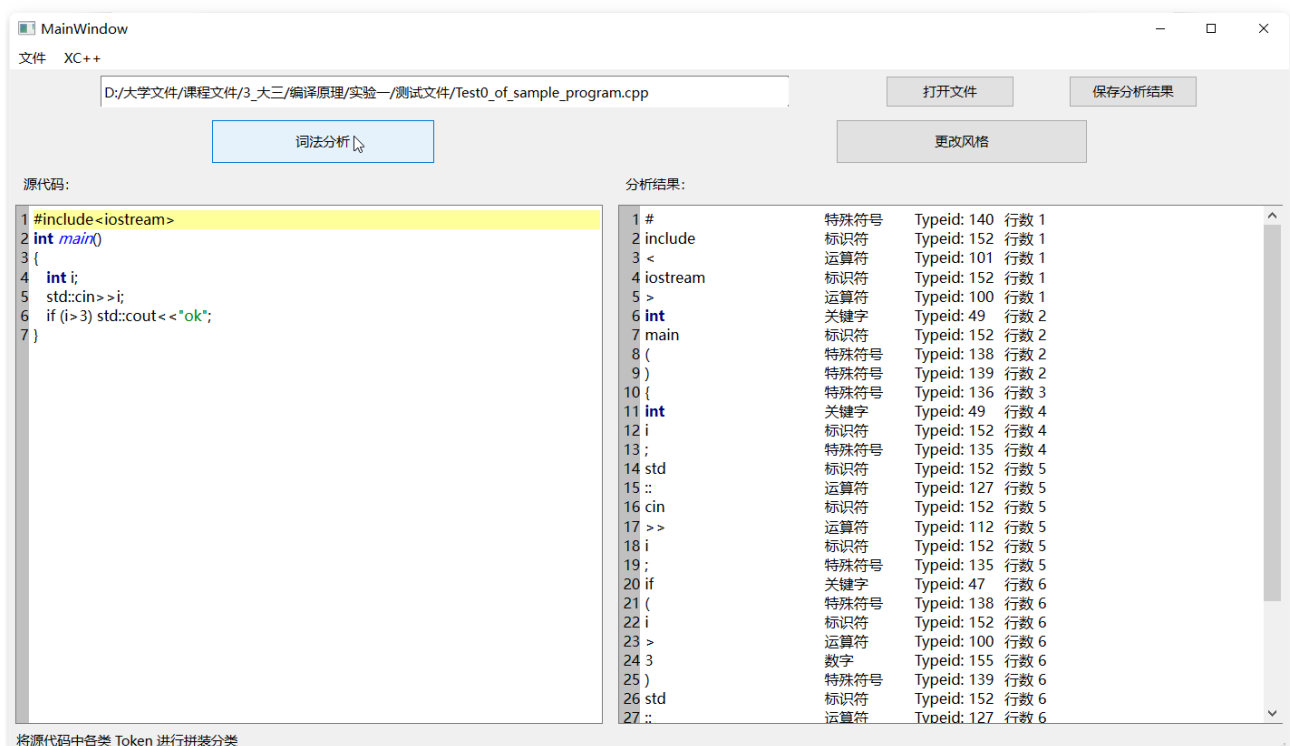 MainWindow
文件 XC++
D:/大学文件/课程文件/3_大三/编译原理/实验一/测试文件/Test0_of_sample_program.cpp 打开文件 保存分析结果
词法分析 更改风格
源代码: 分析结果:
1 #include<iostream>
2 int main()
3 {
4 int i;
5 std::cin>>i;
6 if (i>3) std::cout<<"ok";
7 }
1 # 特殊符号 Typeid: 140 行数 1
2 include 标识符 Typeid: 152 行数 1
3 < 运算符 Typeid: 101 行数 1
4 iostream 标识符 Typeid: 152 行数 1
5 > 运算符 Typeid: 100 行数 1
6 int 关键字 Typeid: 49 行数 2
7 main 标识符 Typeid: 152 行数 2
8 ( 特殊符号 Typeid: 138 行数 2
9 ) 特殊符号 Typeid: 139 行数 2
10 { 特殊符号 Typeid: 136 行数 3
11 int 关键字 Typeid: 49 行数 4
12 i 标识符 Typeid: 152 行数 4
13 ; 特殊符号 Typeid: 135 行数 4
14 std 标识符 Typeid: 152 行数 5
15 :: 运算符 Typeid: 127 行数 5
16 cin 标识符 Typeid: 152 行数 5
17 >> 运算符 Typeid: 112 行数 5
18 i 标识符 Typeid: 152 行数 5
19 ; 特殊符号 Typeid: 135 行数 5
20 if 关键字 Typeid: 47 行数 6
21 ( 特殊符号 Typeid: 138 行数 6
22 i 标识符 Typeid: 152 行数 6
23 > 运算符 Typeid: 100 行数 6
24 3 数字 Typeid: 155 行数 6
25 ) 特殊符号 Typeid: 139 行数 6
26 std 标识符 Typeid: 152 行数 6
27 :: 运算符 Typeid: 127 行数 6
将源代码中各类 Token 进行拼装分类